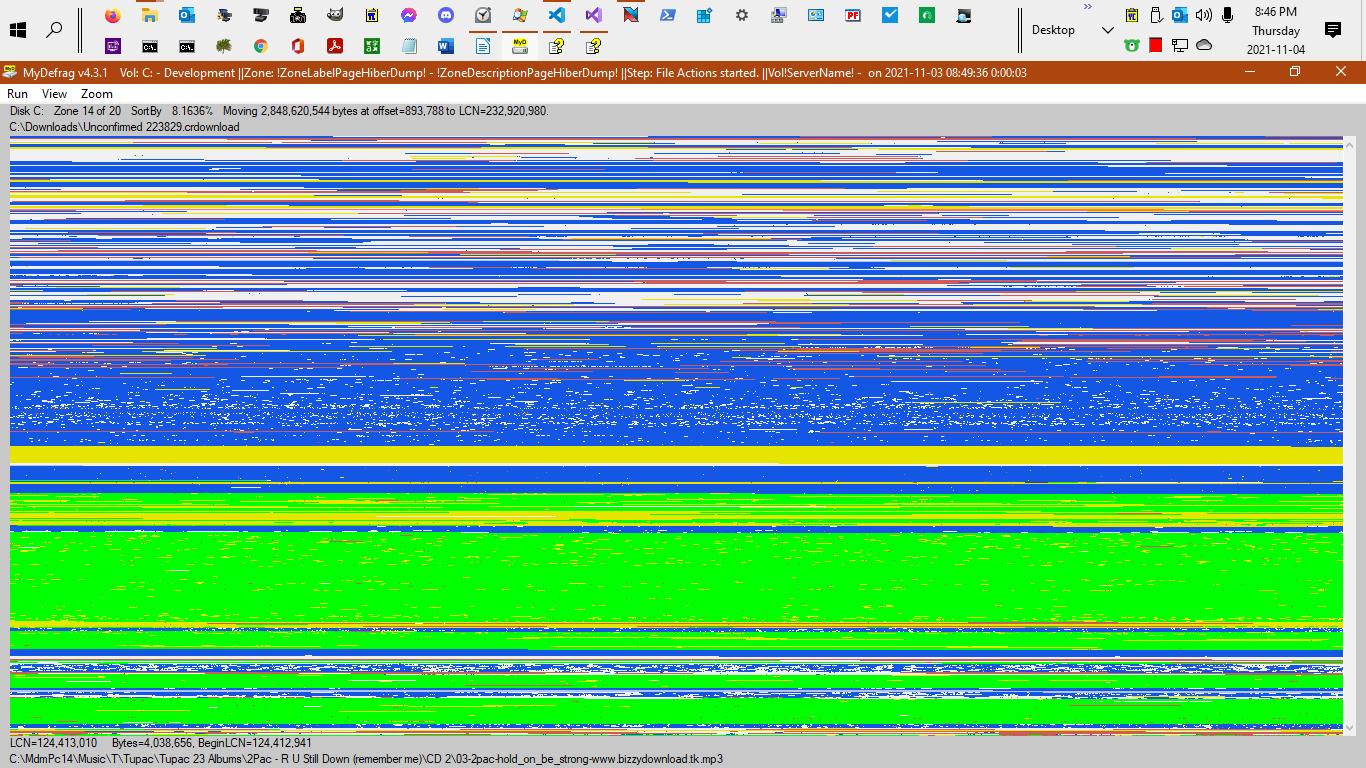 8:46 PM
Desktop
Thursday
2021-11-04
MyDefrag v4.3.1 Vol: C: - Development ||Zone: !ZoneLabelPageHiberDump! - !ZoneDescriptionPageHiberDump! ||Step: File Actions started. ||Vol!ServerName! - on 2021-11-03 08:49:36 0:00:03
Run View Zoom
Disk C: Zone 14 of 20 SortBy 8.1636% Moving 2,848,620,544 bytes at offset=893,788 to LCN=232,920,980.
C:\Downloads\Unconfirmed 223829.crdownload
LCN=124,413,010 Bytes=4,038,656, BeginLCN=124,412,941
C:\MdmPc14\Music\T\Tupac\Tupac 23 Albums\2Pac - R U Still Down (remember me)\CD 2\03-2pac-hold_on_be_strong-www.bizzydownload.tk.mp3